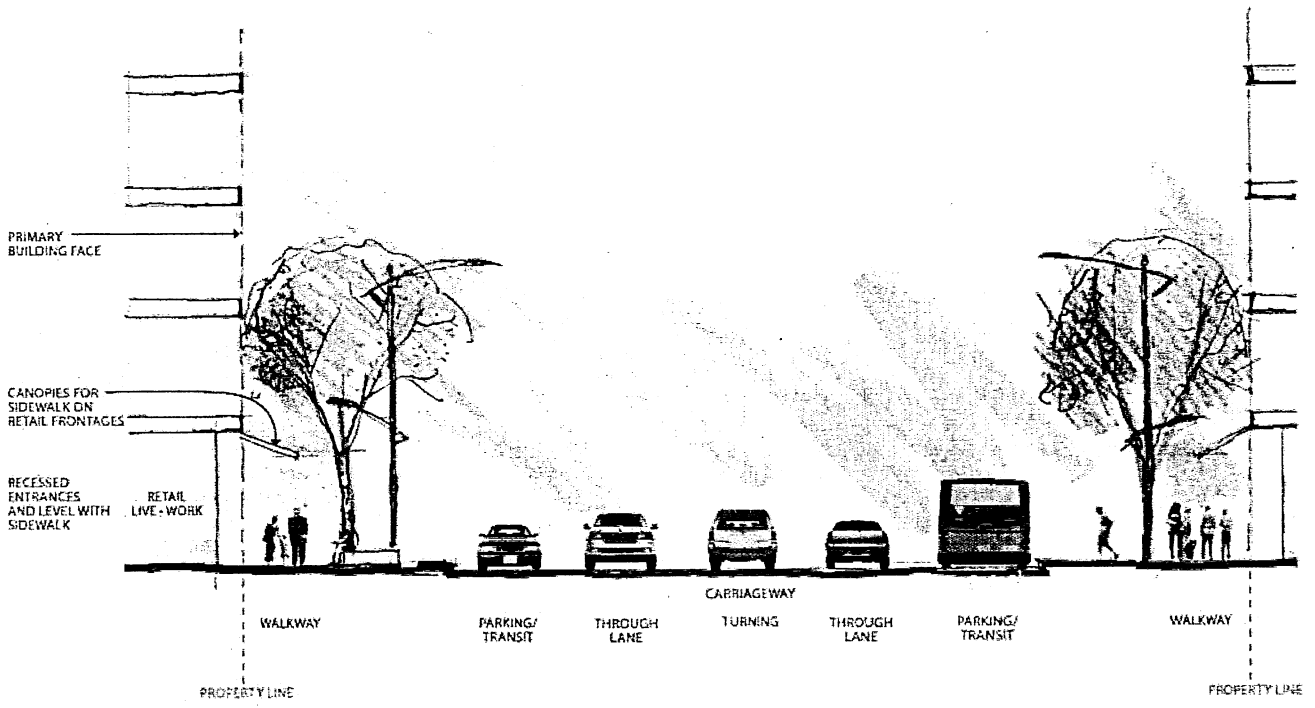 PRIMARY
BUILDING FACE
CANOPIES FOR
SIDEWALK ON
RETAIL FRONTAGES
RECESSED
ENTRANCES
AND LEVEL WITH
SIDEWALK
RETAIL
LIVE - WORK
CARRIAGEWAY
WALKWAY
PARKING/
TRANSIT
THROUGH
LANE
TURNING
THROUGH
LANE
PARKING/
TRANSIT
WALKWAY
PROPERTY LINE
PROPERTY LINE